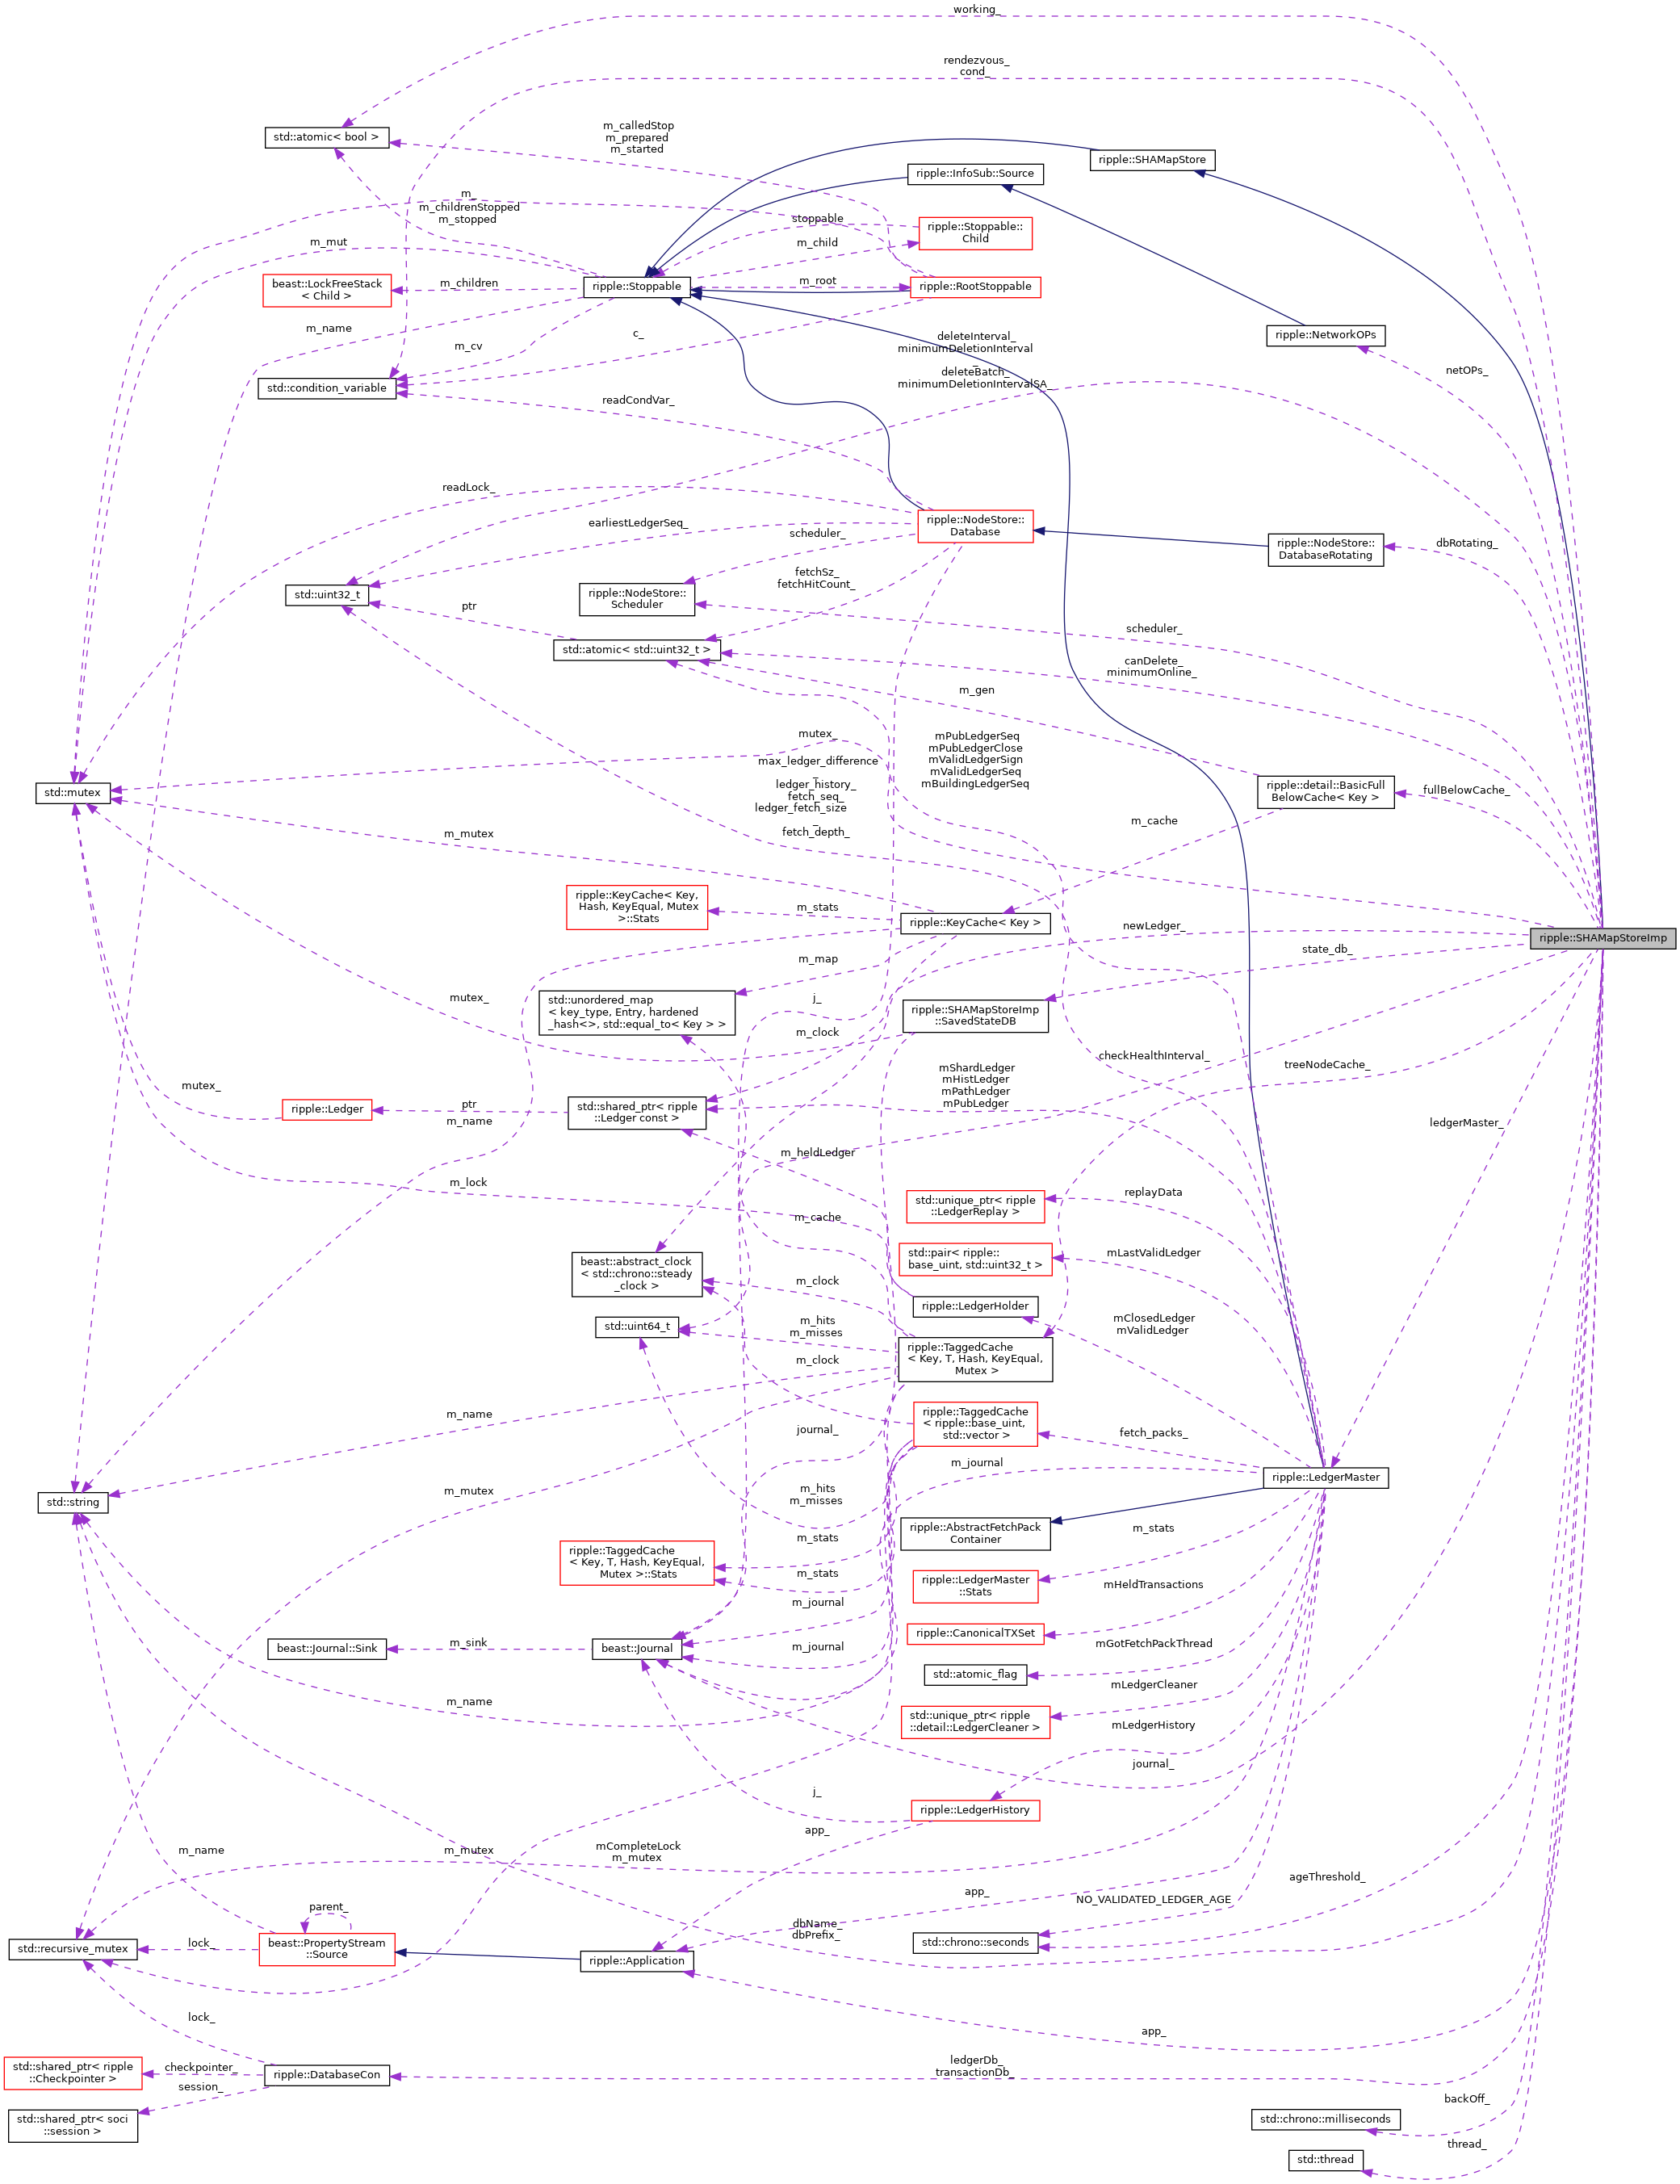 working_
rendezvous_
cond_
m_calledStop
m_prepared
m_started
std::atomic< bool >
ripple::SHAMapStore
ripple::InfoSub::Source
m_
m_childrenStopped
m_stopped
stoppable
ripple::Stoppable::
Child
m_mut
m_child
beast::LockFreeStack
< Child >
m_children
ripple::Stoppable
m_root
ripple::RootStoppable
m_name
c_
deleteInterval_
minimumDeletionInterval
_
deleteBatch_
minimumDeletionIntervalSA_
ripple::NetworkOPs
m_cv
netOPs_
std::condition_variable
readCondVar_
readLock_
earliestLedgerSeq_
ripple::NodeStore::
Database
scheduler_
dbRotating_
ripple::NodeStore::
DatabaseRotating
fetchSz_
fetchHitCount_
std::uint32_t
ripple::NodeStore::
Scheduler
ptr
scheduler_
std::atomic< std::uint32_t >
canDelete_
minimumOnline_
m_gen
mutex_
mPubLedgerSeq
mPubLedgerClose
mValidLedgerSign
mValidLedgerSeq
mBuildingLedgerSeq
max_ledger_difference
_
ledger_history_
fetch_seq_
ledger_fetch_size
_
fetch_depth_
std::mutex
ripple::detail::BasicFull
BelowCache< Key >
fullBelowCache_
m_mutex
m_cache
ripple::KeyCache< Key,
Hash, KeyEqual, Mutex
>::Stats
m_stats
ripple::KeyCache< Key >
newLedger_
ripple::SHAMapStoreImp
state_db_
m_map
mutex_
std::unordered_map
< key_type, Entry, hardened
_hash<>, std::equal_to< Key > >
j_
ripple::SHAMapStoreImp
::SavedStateDB
m_clock
checkHealthInterval_
treeNodeCache_
mShardLedger
mHistLedger
mPathLedger
mPubLedger
mutex_
ripple::Ledger
ptr
std::shared_ptr< ripple
::Ledger const >
m_name
ledgerMaster_
m_heldLedger
m_lock
std::unique_ptr< ripple
::LedgerReplay >
replayData
m_cache
std::pair< ripple::
base_uint, std::uint32_t >
mLastValidLedger
beast::abstract_clock
< std::chrono::steady
_clock >
m_clock
ripple::LedgerHolder
mClosedLedger
mValidLedger
std::uint64_t
m_hits
m_misses
ripple::TaggedCache
< Key, T, Hash, KeyEqual,
Mutex >
m_clock
m_name
ripple::TaggedCache
< ripple::base_uint,
std::vector >
fetch_packs_
journal_
m_journal
ripple::LedgerMaster
m_mutex
m_hits
m_misses
std::string
ripple::AbstractFetchPack
Container
m_stats
m_stats
ripple::TaggedCache
< Key, T, Hash, KeyEqual,
Mutex >::Stats
m_stats
ripple::LedgerMaster
::Stats
mHeldTransactions
m_journal
ripple::CanonicalTXSet
beast::Journal::Sink
m_sink
beast::Journal
m_journal
mGotFetchPackThread
std::atomic_flag
m_name
mLedgerCleaner
std::unique_ptr< ripple
::detail::LedgerCleaner >
mLedgerHistory
journal_
j_
ripple::LedgerHistory
app_
m_name
m_mutex
mCompleteLock
m_mutex
ageThreshold_
app_
NO_VALIDATED_LEDGER_AGE
parent_
dbName_
dbPrefix_
std::recursive_mutex
lock_
beast::PropertyStream
::Source
std::chrono::seconds
ripple::Application
lock_
app_
std::shared_ptr< ripple
::Checkpointer >
checkpointer_
ripple::DatabaseCon
ledgerDb_
transactionDb_
session_
std::shared_ptr< soci
::session >
backOff_
std::chrono::milliseconds
thread_
std::thread